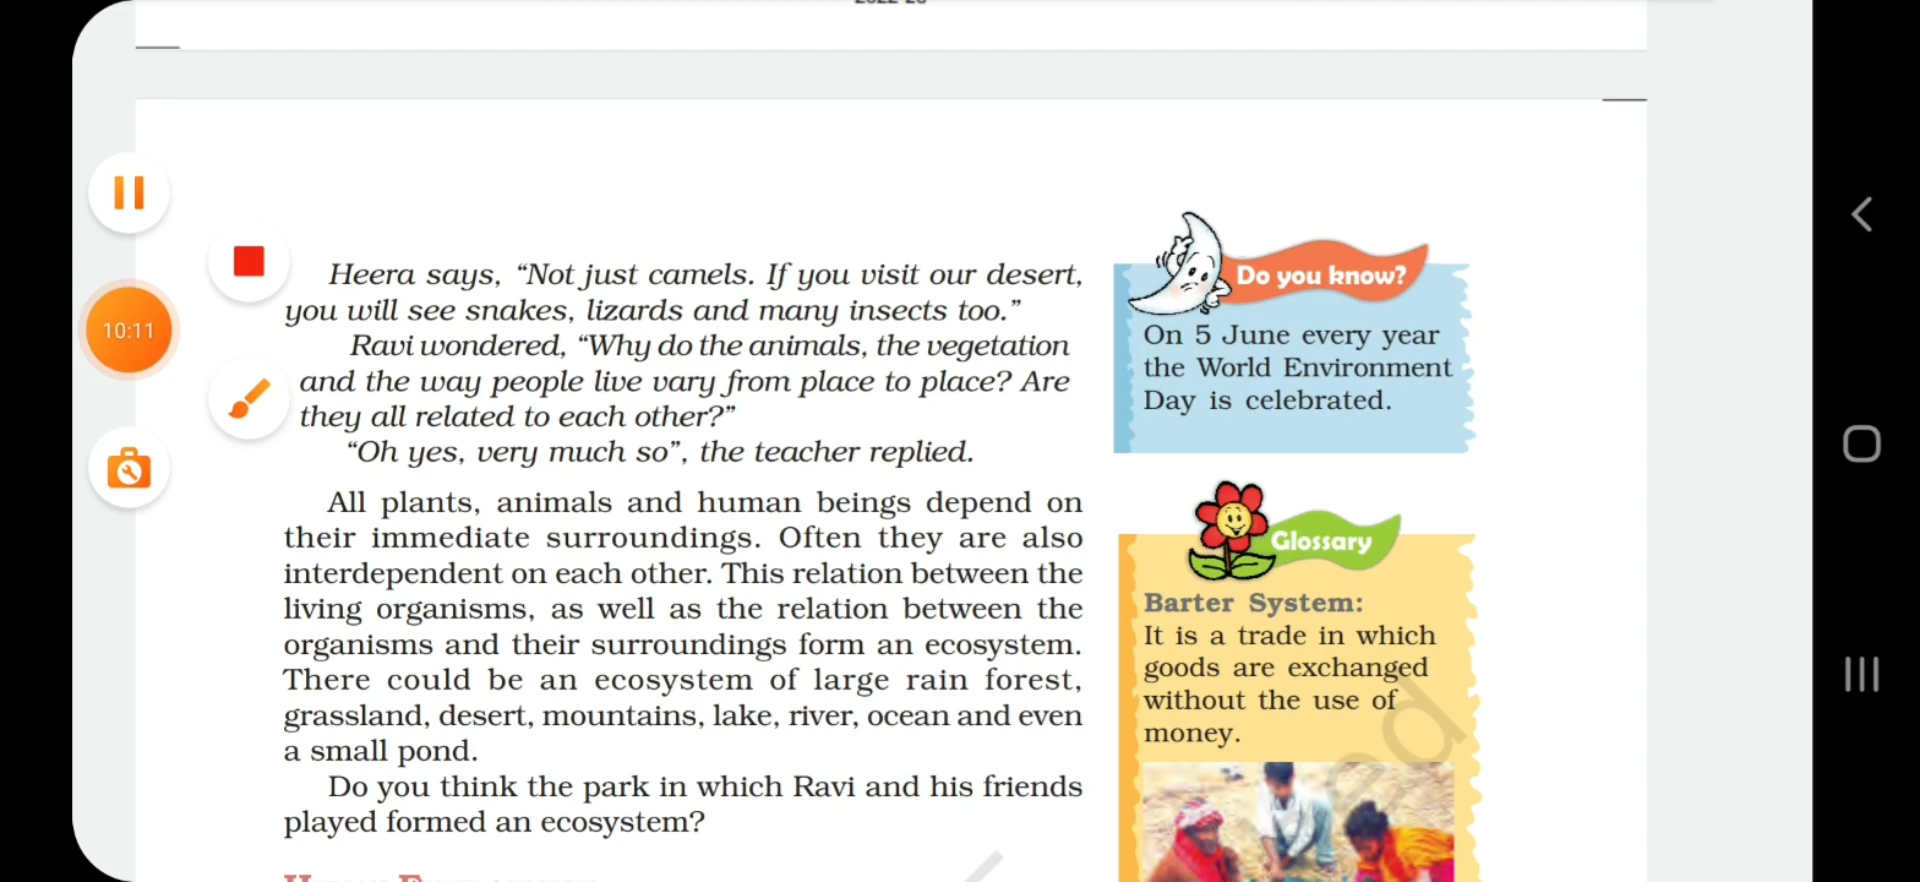 10:11
Heera says, “Not just camels. If you visit our desert,
you will see snakes, lizards and many insects too.”
Ravi wondered, “Why do the animals, the vegetation
and the way people live vary from place to place? Are
they all related to each other?”
“Oh yes, very much so”, the teacher replied.
All plants, animals and human beings depend on
their immediate surroundings. Often they are also
interdependent on each other. This relation between the
living organisms, as well as the relation between the
organisms and their surroundings form an ecosystem.
There could be an ecosystem of large rain forest,
grassland, desert, mountains, lake, river, ocean and even
a small pond.
Do you think the park in which Ravi and his friends
played formed an ecosystem?
Do you know?
On 5 June every year
the World Environment
Day is celebrated.
Glossary
Barter System:
It is a trade in which
goods are exchanged
without the use of
money.